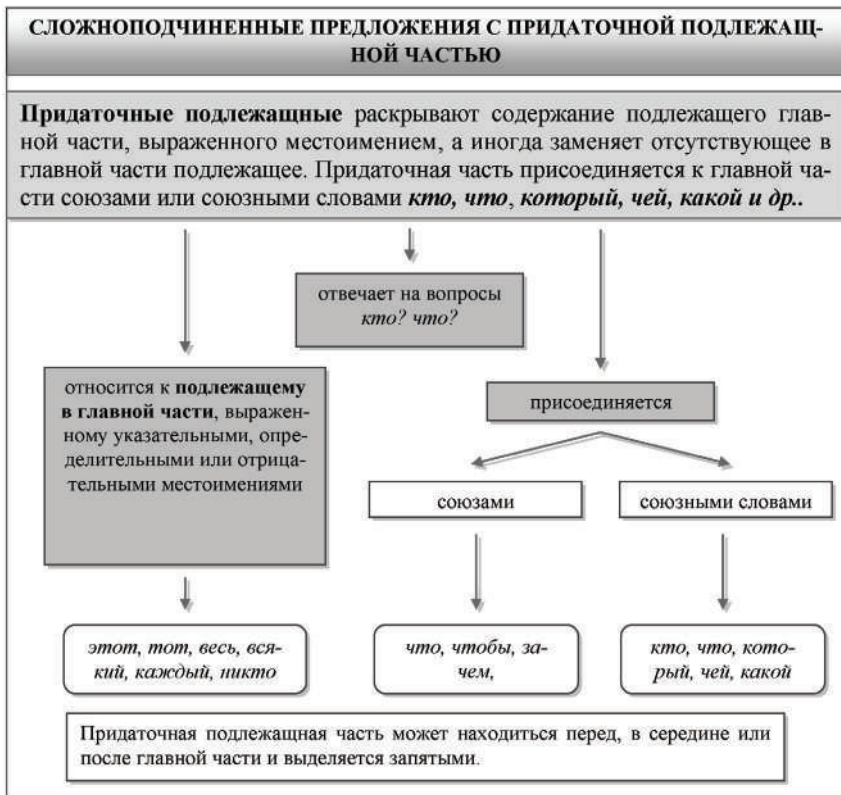 СЛОЖНОПОДЧИНЕННЫЕ ПРЕДЛОЖЕНИЯ С ПРИДАТОЧНОЙ ПОДЛЕЖАЩ-
НОЙ ЧАСТЬЮ
Придаточные подлежащные раскрывают содержание подлежащего глав-
ной части, выраженного местоимением, а иногда заменяет отсутствующее в
главной части подлежащее. Придаточная часть присоединяется к главной ча-
сти союзами или союзными словами кто, что, который, чей, какой и др..
отвечает на вопросы
кто? что?
относится к подлежащему
в главной части, выражен-
ному указательными, опре-
делительными или отрица-
тельными местоимениями
присоединяется
союзами
союзными словами
этот, тот, весь, вся-
кий, каждый, никто
что, чтобы, за-
чем,
кто, что, кото-
рый, чей, какой
Придаточная подлежащная часть может находиться перед, в середине или
после главной части и выделяется запятыми.